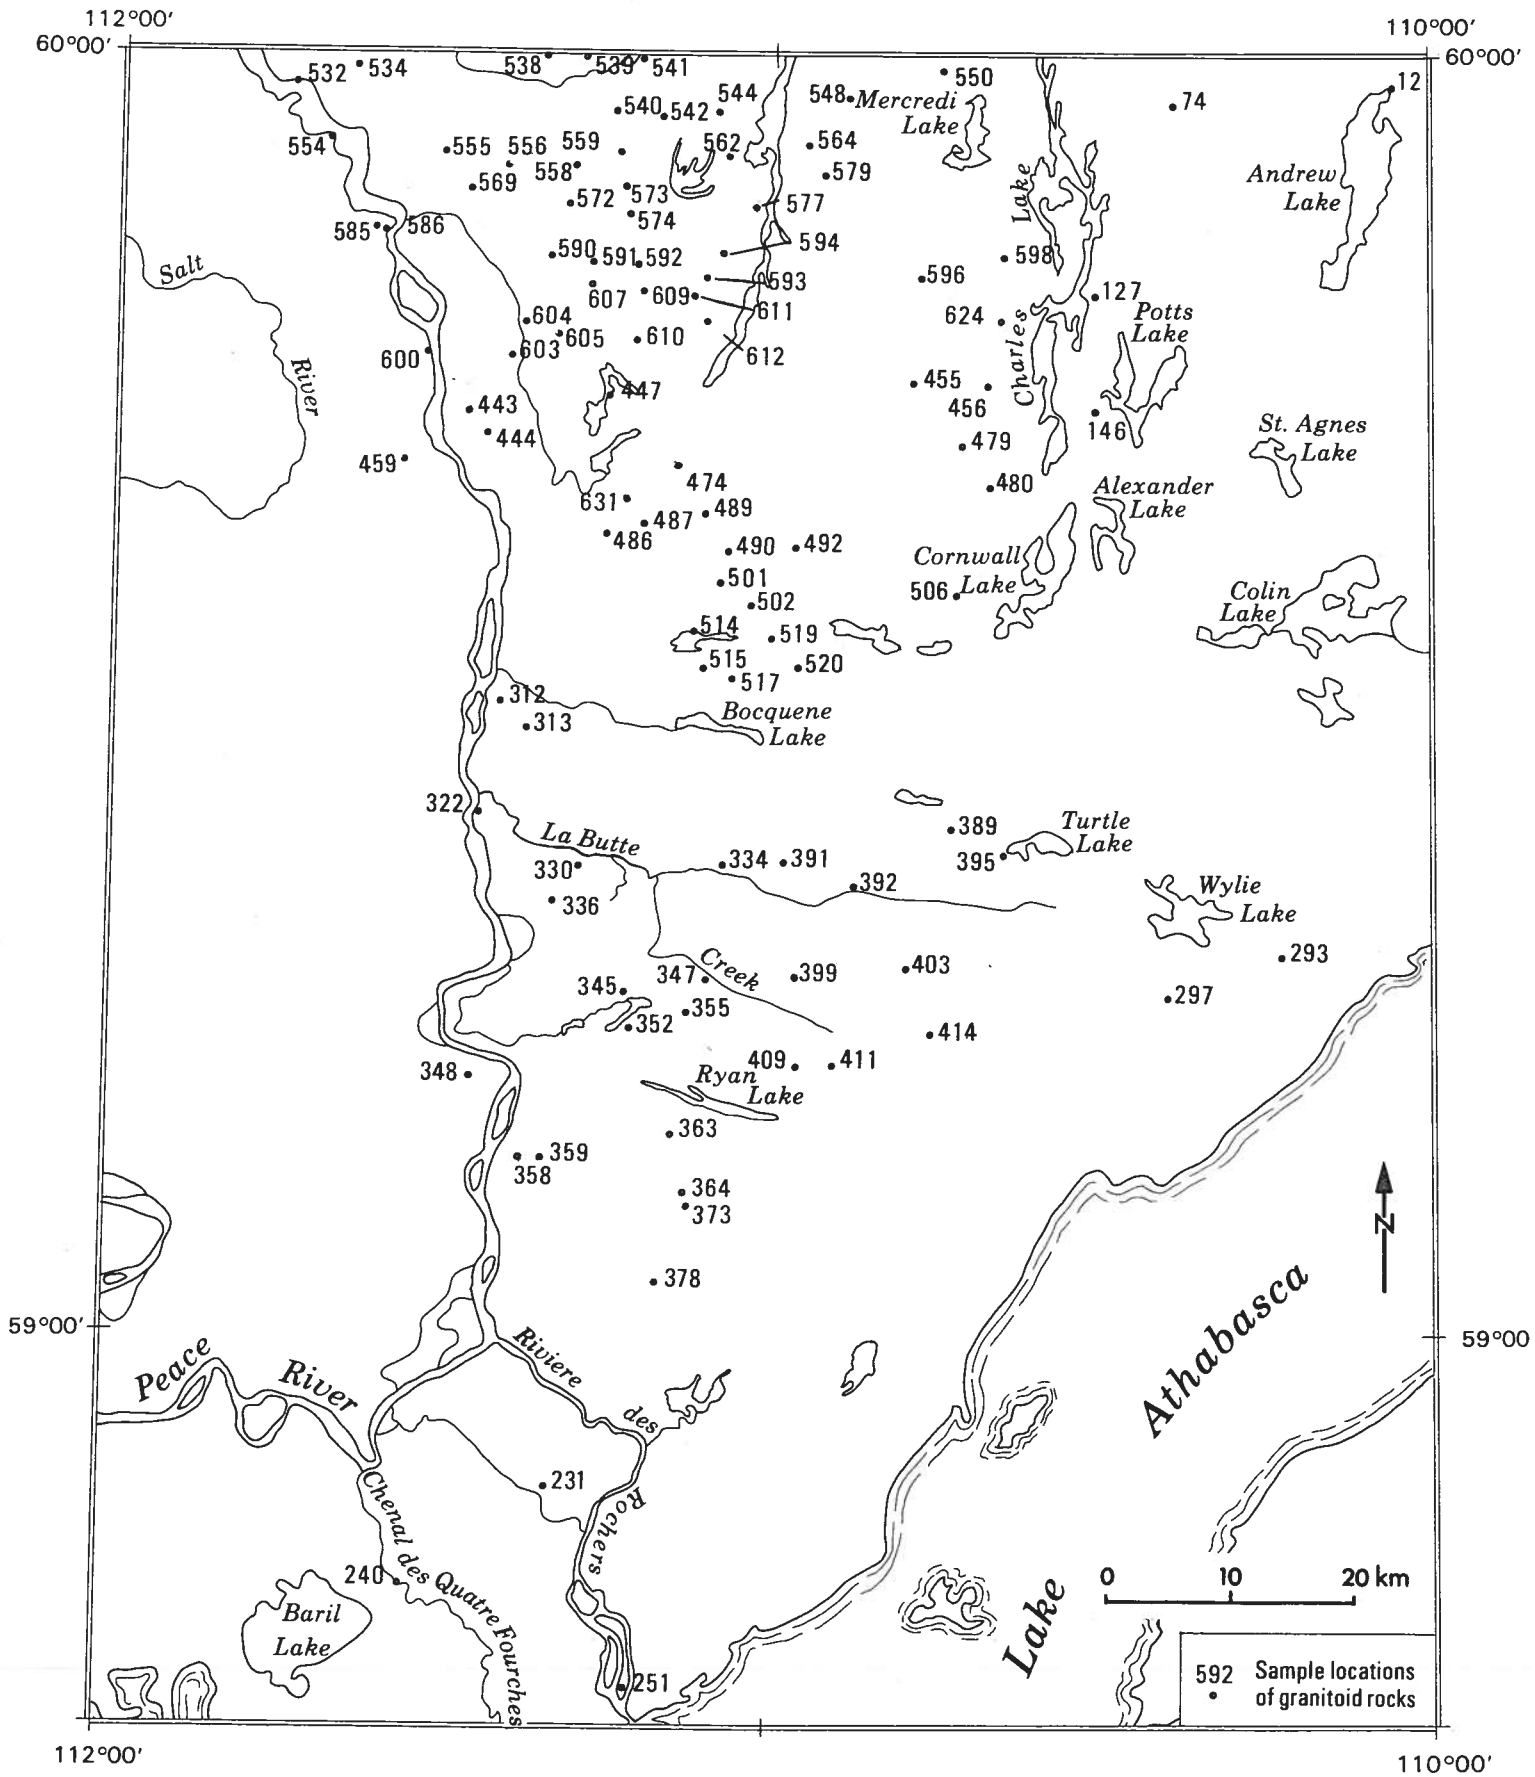 112°00'
110°00'
60°00'
60°00'
532
534
538
539
541
550
12
540
542
544
548
Mercredi
Lake
74
554
555
556
559
558
562
564
569
572
573
574
579
577
Andrew
Lake
585
586
Salt
River
590
591
592
594
593
596
598
Charles Lake
607
609
611
127
604
605
610
612
624
Potts
Lake
600
603
447
455
456
146
443
444
479
St. Agnes
Lake
459
474
480
Alexander
Lake
631
489
487
486
490
492
Cornwall
Lake
501
502
506
Colin
Lake
514
519
515
517
520
312
313
Bocquene
Lake
322
La Butte
389
Turtle
Lake
395
330
334
391
392
336
Wylie
Lake
293
297
347
Creek
399
403
345
355
352
414
409
411
348
Ryan
Lake
363
359
358
364
373
378
N
59°00'
59°00
Peace River
Riviere des Rochers
Lake Athabasca
231
Chenal des Quatre Fourches
240
Baril
Lake
251
0 10 20 km
592 Sample locations
of granitoid rocks
112°00'
110°00'